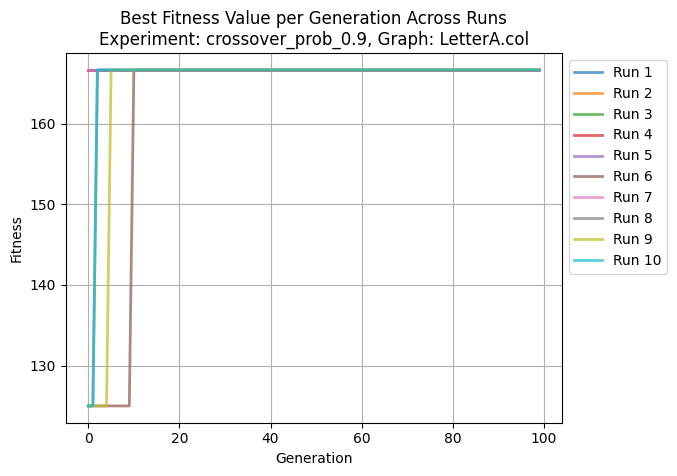 Best Fitness Value per Generation Across Runs
Experiment: crossover_prob_0.9, Graph: LetterA.col
Fitness
160
150
140
130
0 20 40 60 80 100
Generation
Run 1
Run 2
Run 3
Run 4
Run 5
Run 6
Run 7
Run 8
Run 9
Run 10